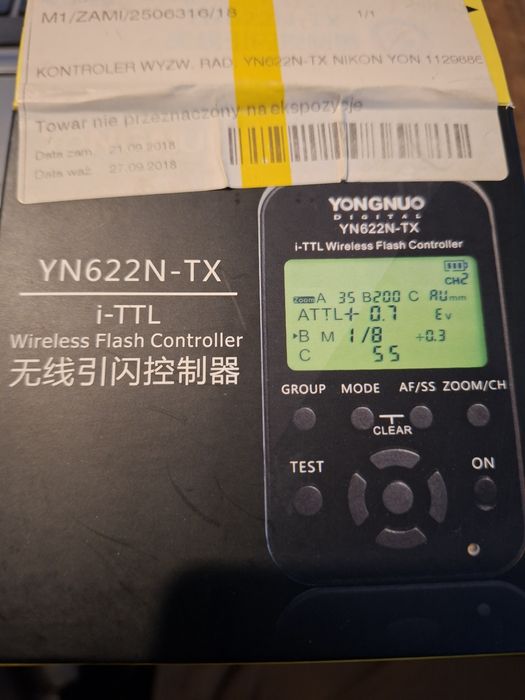 M1/ZAMI/2506316/18
1/1
KONTROLER WYZW. RAD. YN622N-TX NIKON YON 1129886
Towar nie przeznaczony na ekspozycję
Data zam 21.09.2018
Data waż. 27.09.2018
YN622N-TX
i-TTL
Wireless Flash Controller
无线引闪控制器
YONGNUO
DIGITAL
YN622N-TX
i-TTL Wireless Flash Controller
CH2
Zoom A 35 B200 C AUmm
ATTL+ 0.7 Ev
B M 1/8 +0.3
C SS
GROUP MODE AF/SS ZOOM/CH
CLEAR
TEST ON